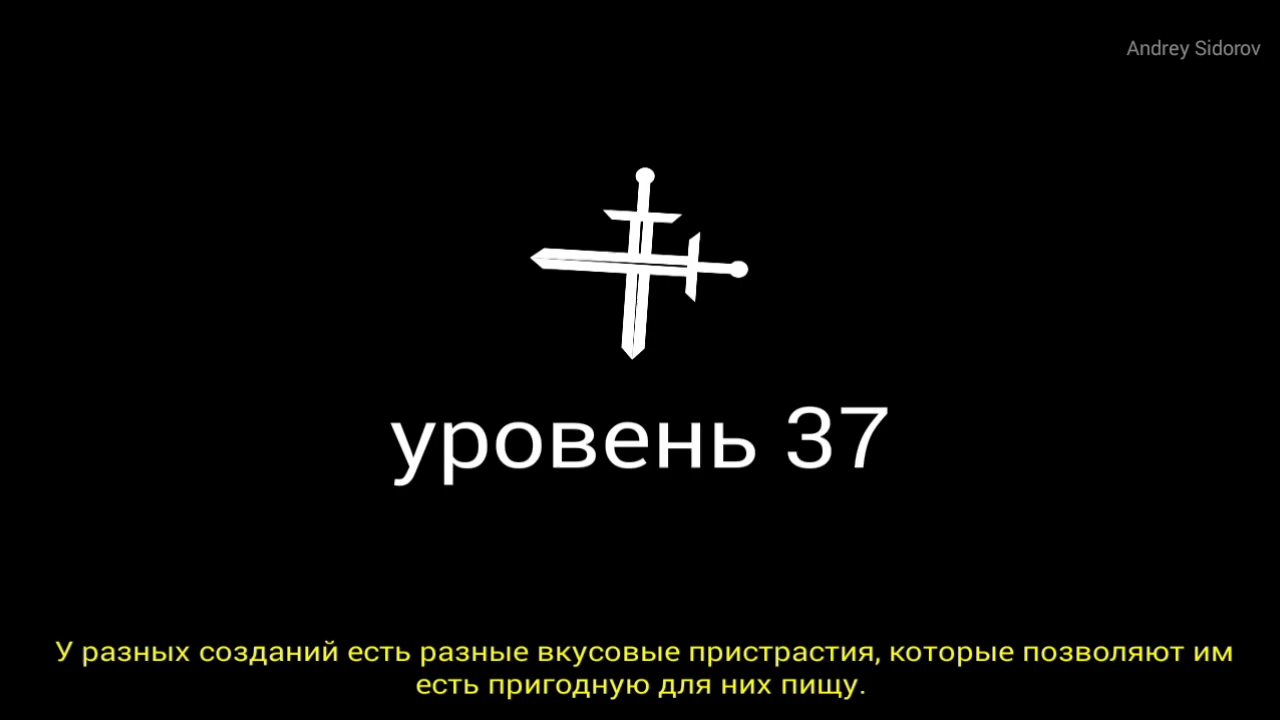 Andrey Sidorov
уровень 37
У разных созданий есть разные вкусовые пристрастия, которые позволяют им
есть пригодную для них пищу.